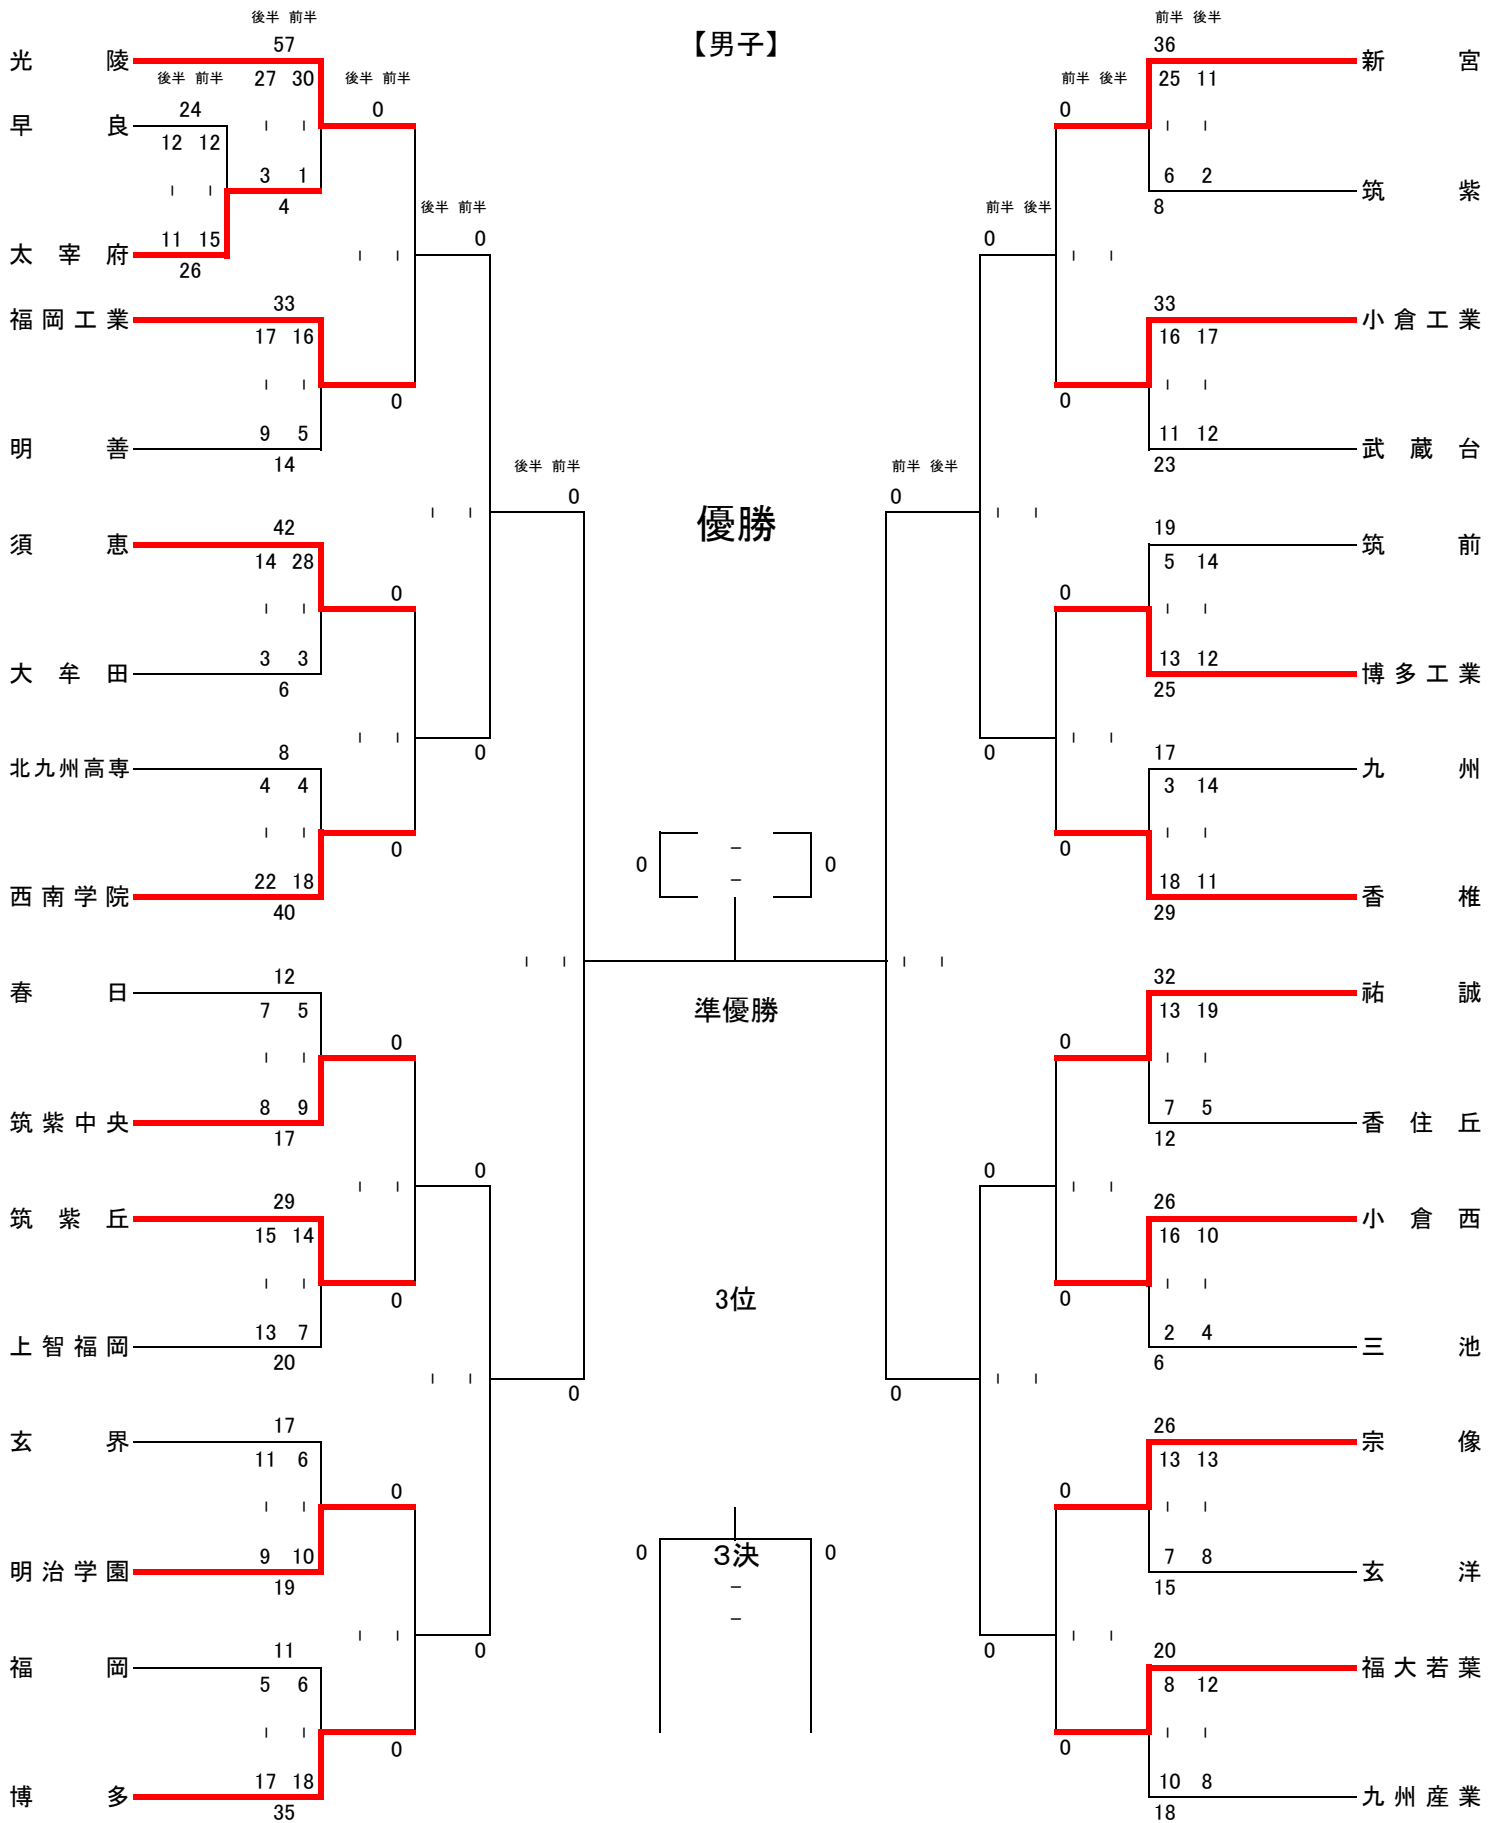 後半 前半
前半 後半
57
【男子】
36
光陵
新宮
後半 前半
27 30
後半 前半
前半 後半
25 11
24
0
0
早良
12 12
3 1
6 2
筑紫
4
8
後半 前半
前半 後半
11 15
0
0
太宰府
26
33
33
福岡工業
小倉工業
17 16
16 17
0
0
9 5
11 12
明善
武蔵台
14
23
後半 前半
前半 後半
0
0
優勝
42
19
須恵
筑前
14 28
5 14
0
0
3 3
13 12
大牟田
博多工業
6
25
0
0
8
17
北九州高専
九州
4 4
3 14
0
0
0 － 0
－
22 18
18 11
西南学院
香椎
40
29
12
32
春日
祐誠
7 5
準優勝
13 19
0
0
8 9
7 5
筑紫中央
香住丘
17
12
0
0
29
26
筑紫丘
小倉西
15 14
16 10
0
3位
0
13 7
2 4
上智福岡
三池
20
6
0
0
17
26
玄界
宗像
11 6
13 13
0
0
9 10
0 3決 0
7 8
明治学園
－
玄洋
19
15
－
0
0
11
20
福岡
福大若葉
5 6
8 12
0
0
17 18
10 8
博多
九州産業
35
18